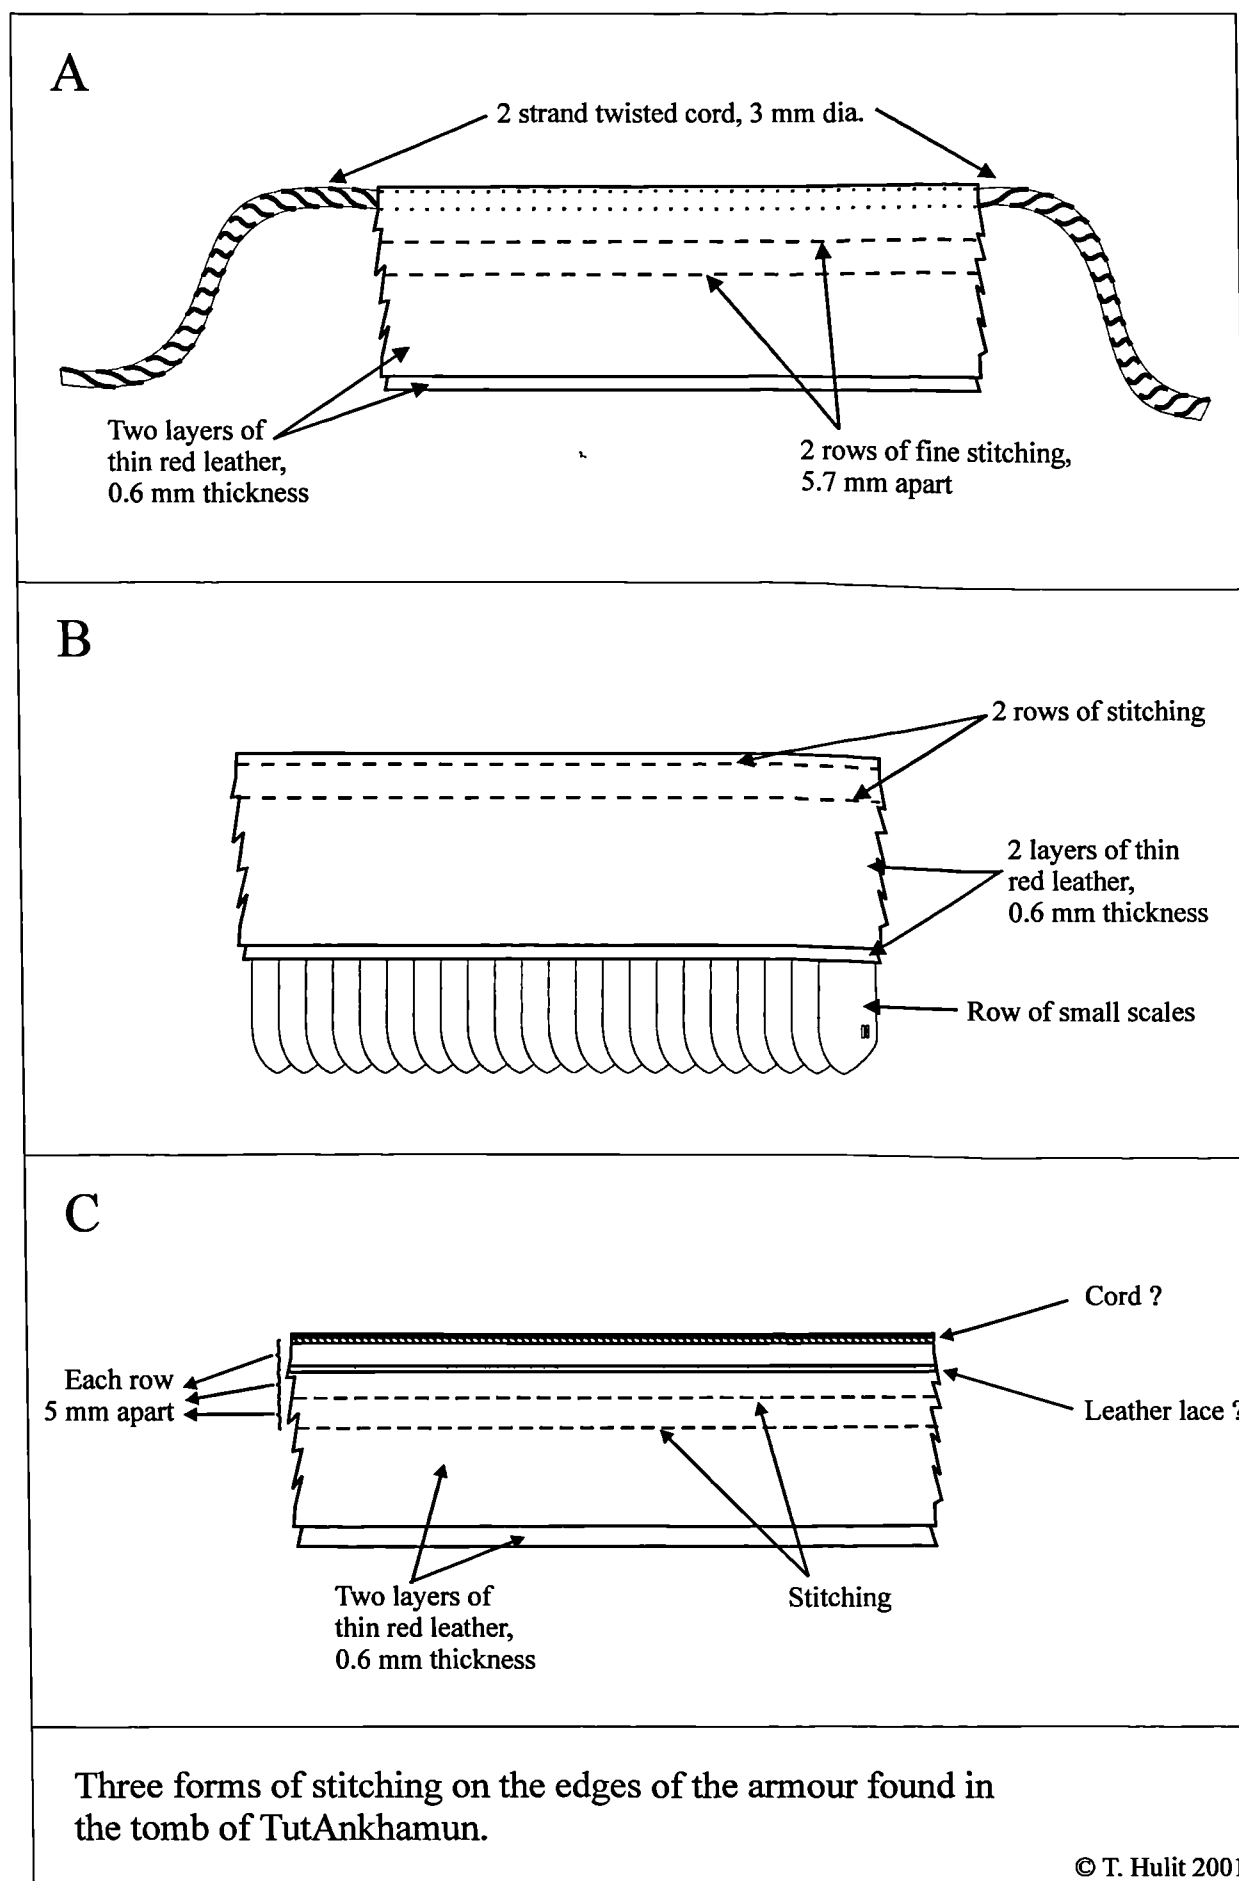 A
2 strand twisted cord, 3 mm dia.
Two layers of
thin red leather,
0.6 mm thickness
2 rows of fine stitching,
5.7 mm apart
B
2 rows of stitching
2 layers of thin
red leather,
0.6 mm thickness
Row of small scales
C
Cord ?
Each row
5 mm apart
Leather lace ?
Two layers of
thin red leather,
0.6 mm thickness
Stitching
Three forms of stitching on the edges of the armour found in
the tomb of TutAnkhamun.
© T. Hulit 2001